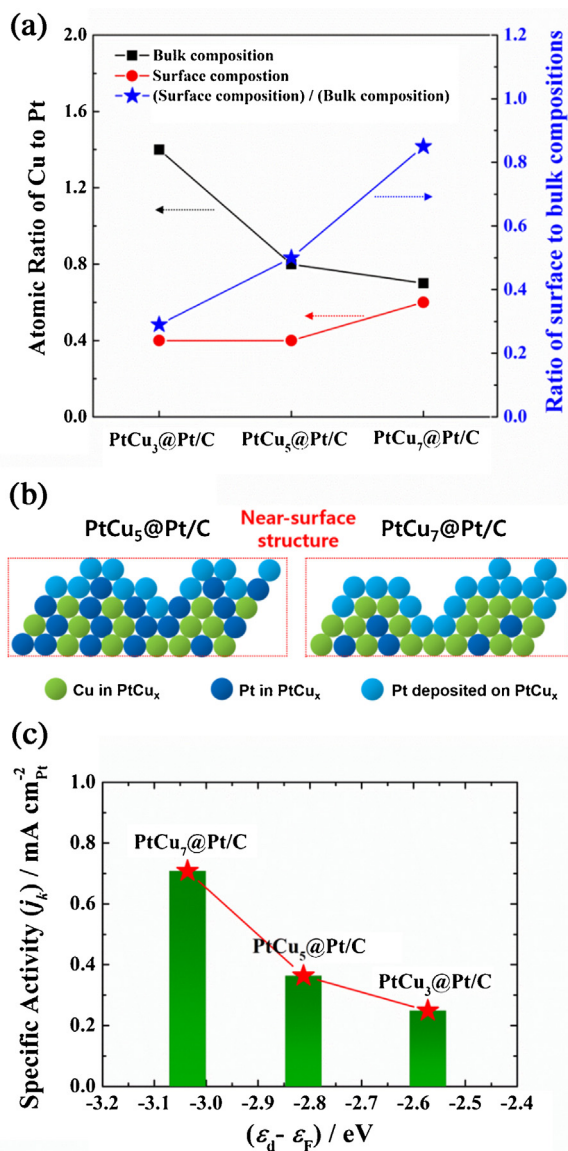 (a)
2.0
1.6
1.2
0.8
0.4
0.0
Atomic Ratio of Cu to Pt
Bulk composition
Surface compostion
(Surface composition) / (Bulk composition)
1.2
1.0
0.8
0.6
0.4
0.2
0.0
Ratio of surface to bulk compositions
PtCu₃@Pt/C PtCu₅@Pt/C PtCu₇@Pt/C
(b)
PtCu₅@Pt/C Near-surface structure PtCu₇@Pt/C
Cu in PtCuₓ Pt in PtCuₓ Pt deposited on PtCuₓ
(c)
1.0
0.8
0.6
0.4
0.2
0.0
Specific Activity (jₖ) / mA cm⁻²Pt
PtCu₇@Pt/C
PtCu₅@Pt/C
PtCu₃@Pt/C
-3.2 -3.1 -3.0 -2.9 -2.8 -2.7 -2.6 -2.5 -2.4
(εd- εF) / eV